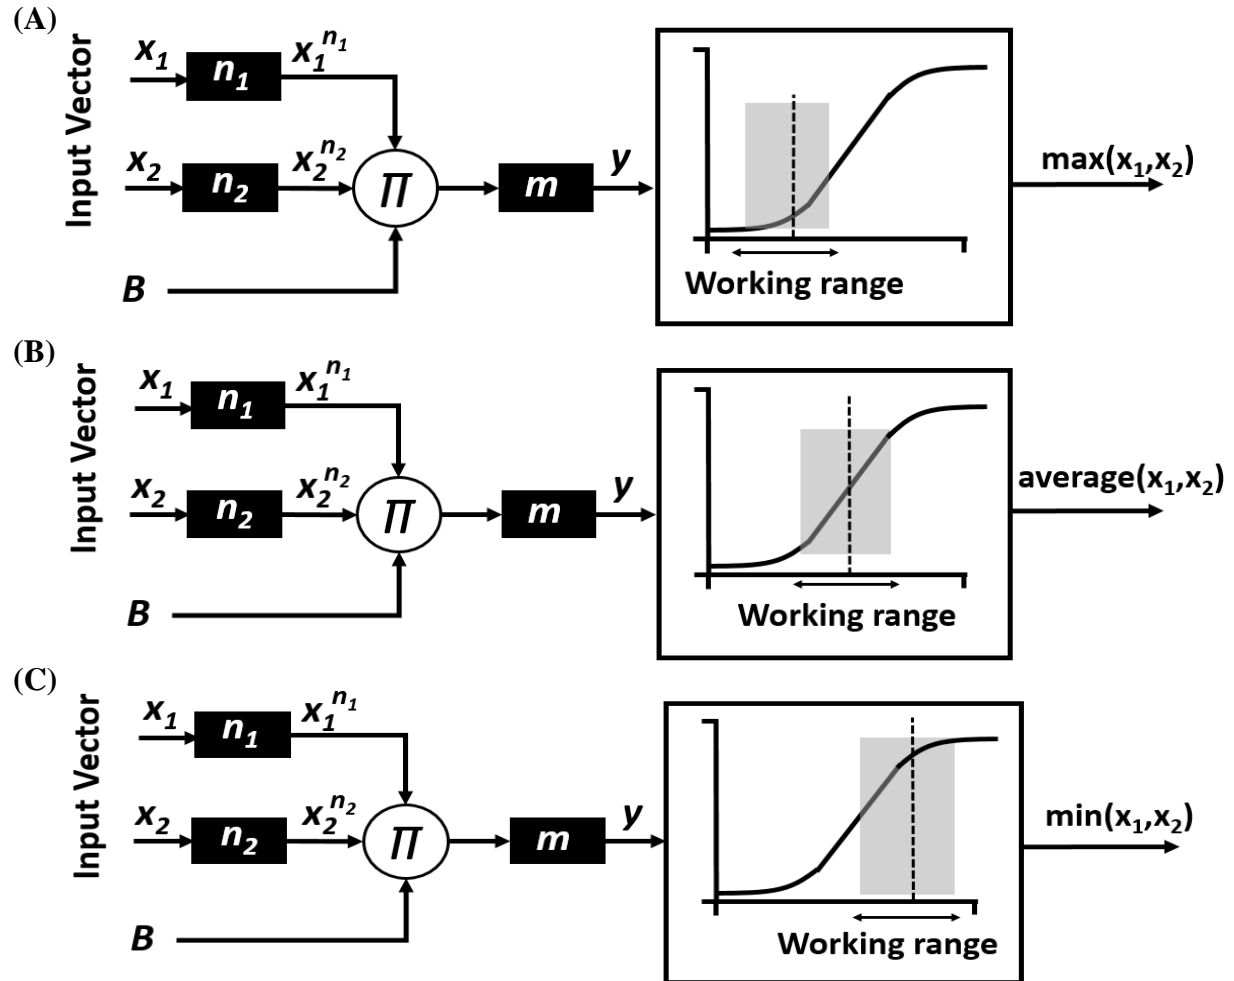 (A)
Input Vector
x₁
n₁
x₁ⁿ¹
x₂
n₂
x₂ⁿ²
Π
m
y
B
Working range
max(x₁,x₂)
(B)
Input Vector
x₁
n₁
x₁ⁿ¹
x₂
n₂
x₂ⁿ²
Π
m
y
B
Working range
average(x₁,x₂)
(C)
Input Vector
x₁
n₁
x₁ⁿ¹
x₂
n₂
x₂ⁿ²
Π
m
y
B
Working range
min(x₁,x₂)